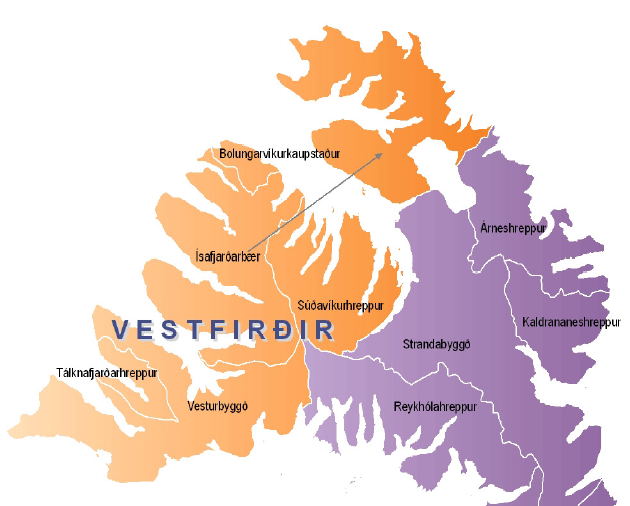 Bolungarvíkurkaupstaður
Árneshreppur
Ísafjarðarbær
Súðavíkurhreppur
Kaldrananeshreppur
VESTFIRÐIR
Strandabyggð
Tálknafjarðarhreppur
Vesturbyggð
Reykhólahreppur